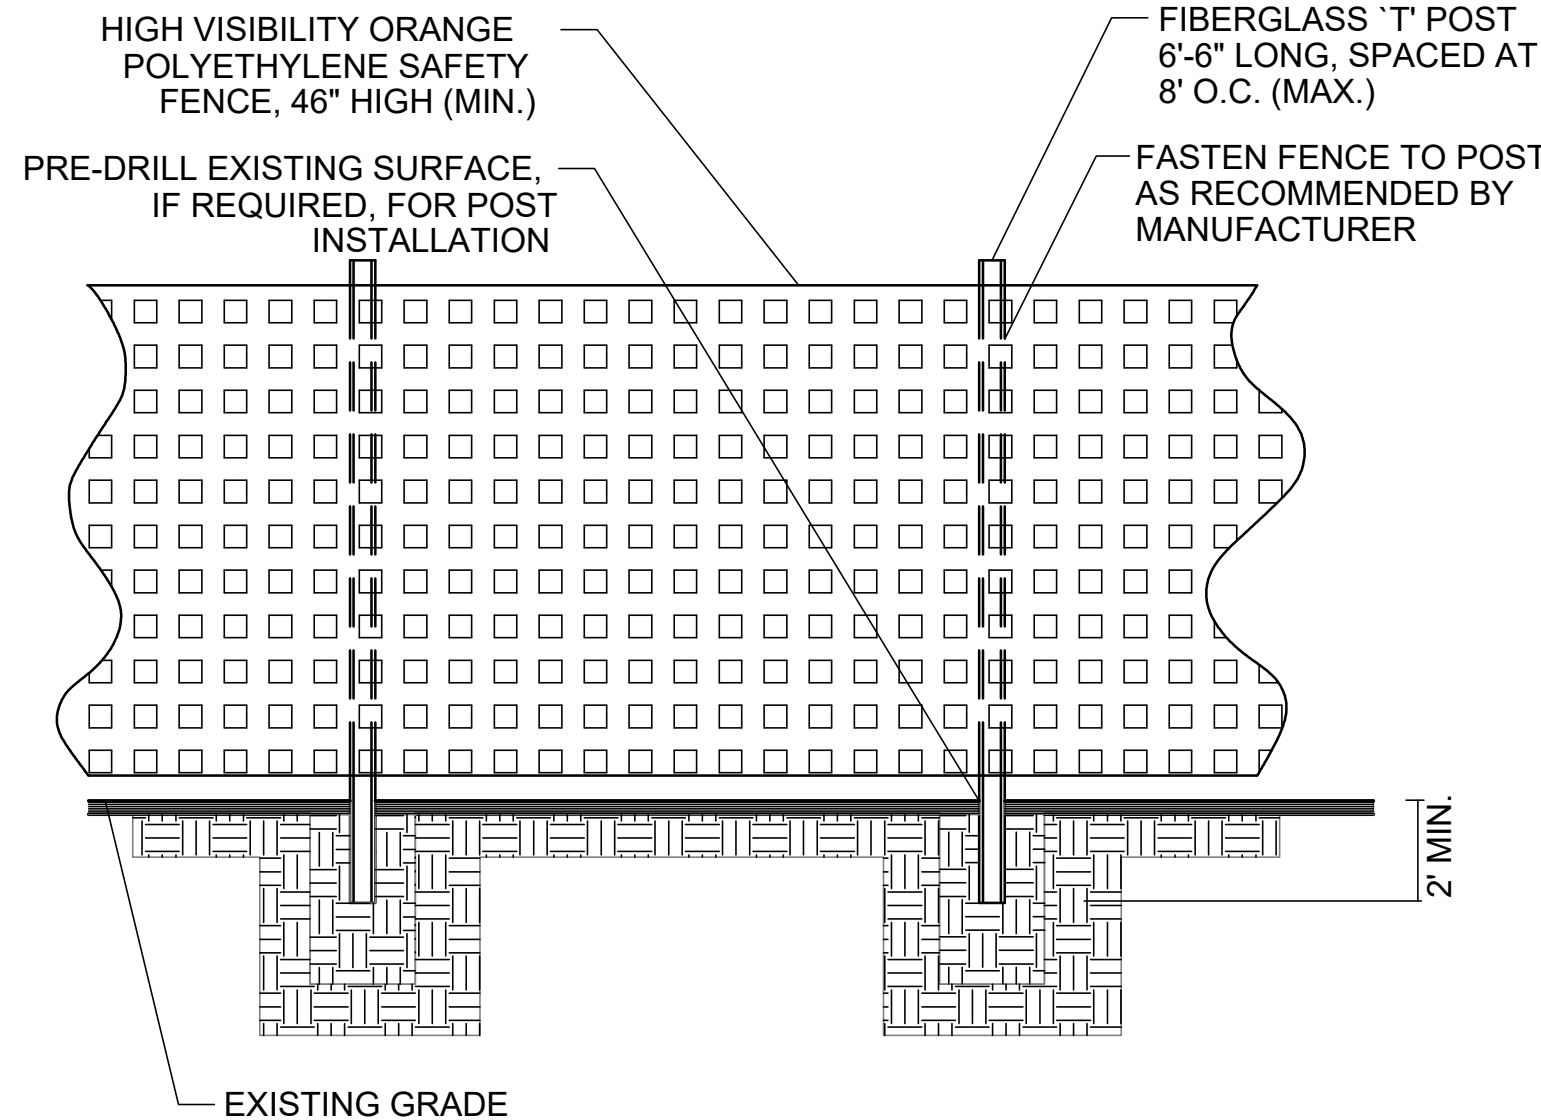 HIGH VISIBILITY ORANGE
POLYETHYLENE SAFETY
FENCE, 46" HIGH (MIN.)
FIBERGLASS `T' POST
6'-6" LONG, SPACED AT
8' O.C. (MAX.)
PRE-DRILL EXISTING SURFACE,
IF REQUIRED, FOR POST
INSTALLATION
FASTEN FENCE TO POST
AS RECOMMENDED BY
MANUFACTURER
2' MIN.
EXISTING GRADE